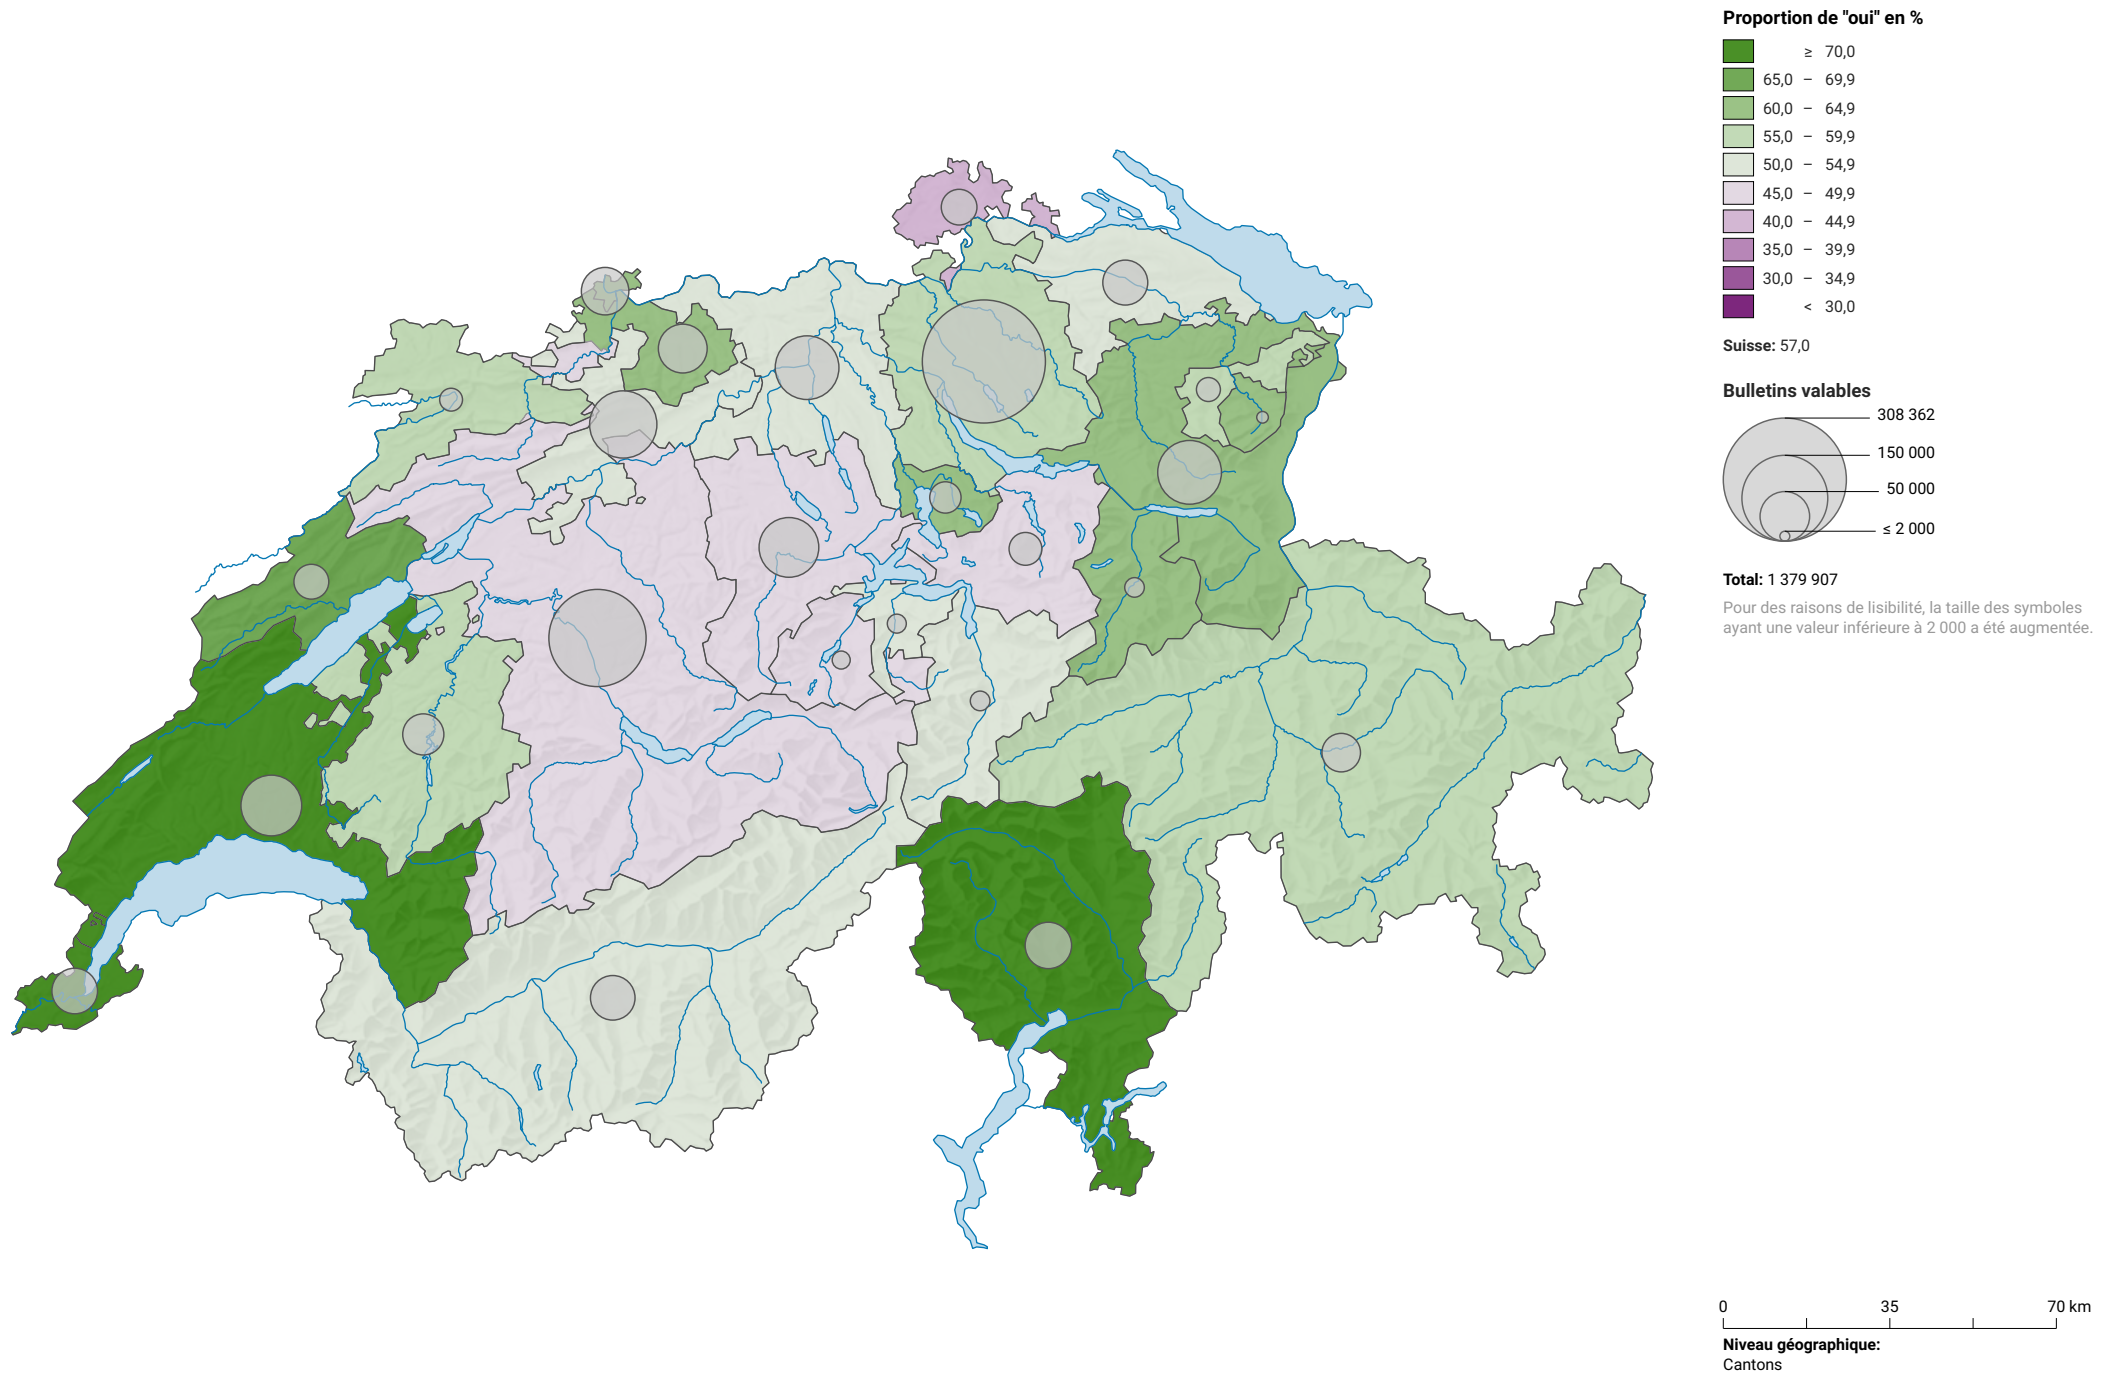 Proportion de "oui" en %
≥ 70,0
65,0 – 69,9
60,0 – 64,9
55,0 – 59,9
50,0 – 54,9
45,0 – 49,9
40,0 – 44,9
35,0 – 39,9
30,0 – 34,9
< 30,0
Suisse: 57,0
Bulletins valables
308 362
150 000
50 000
≤ 2 000
Total: 1 379 907
Pour des raisons de lisibilité, la taille des symboles
ayant une valeur inférieure à 2 000 a été augmentée.
0 35 70 km
Niveau géographique:
Cantons